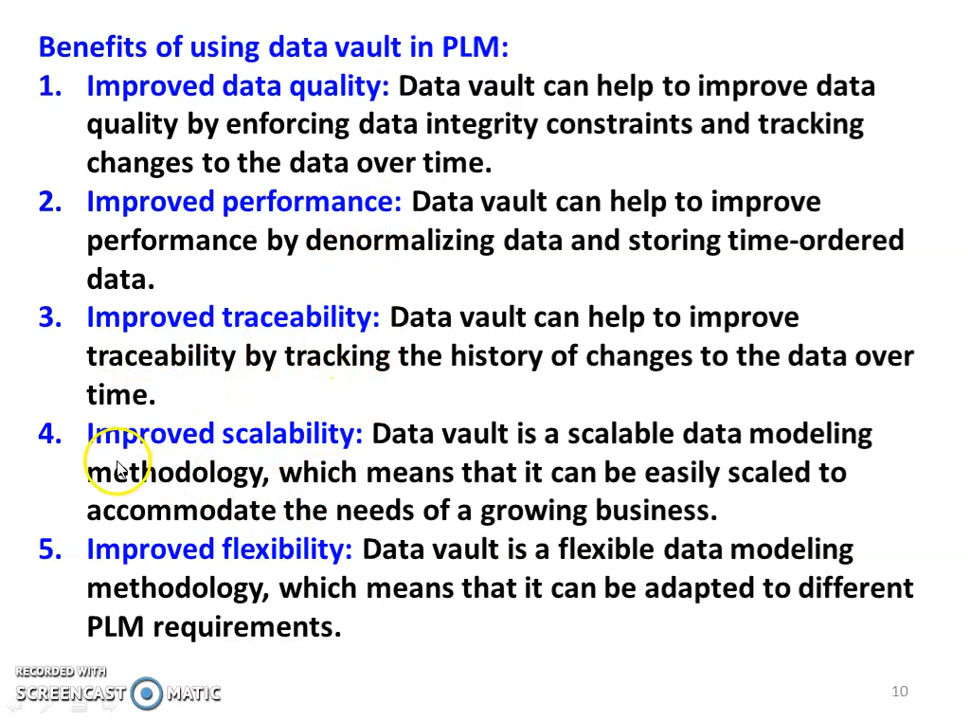 Benefits of using data vault in PLM:
1. Improved data quality: Data vault can help to improve data
quality by enforcing data integrity constraints and tracking
changes to the data over time.
2. Improved performance: Data vault can help to improve
performance by denormalizing data and storing time-ordered
data.
3. Improved traceability: Data vault can help to improve
traceability by tracking the history of changes to the data over
time.
4. Improved scalability: Data vault is a scalable data modeling
methodology, which means that it can be easily scaled to
accommodate the needs of a growing business.
5. Improved flexibility: Data vault is a flexible data modeling
methodology, which means that it can be adapted to different
PLM requirements.
RECORDED WITH
SCREENCAST MATIC
10